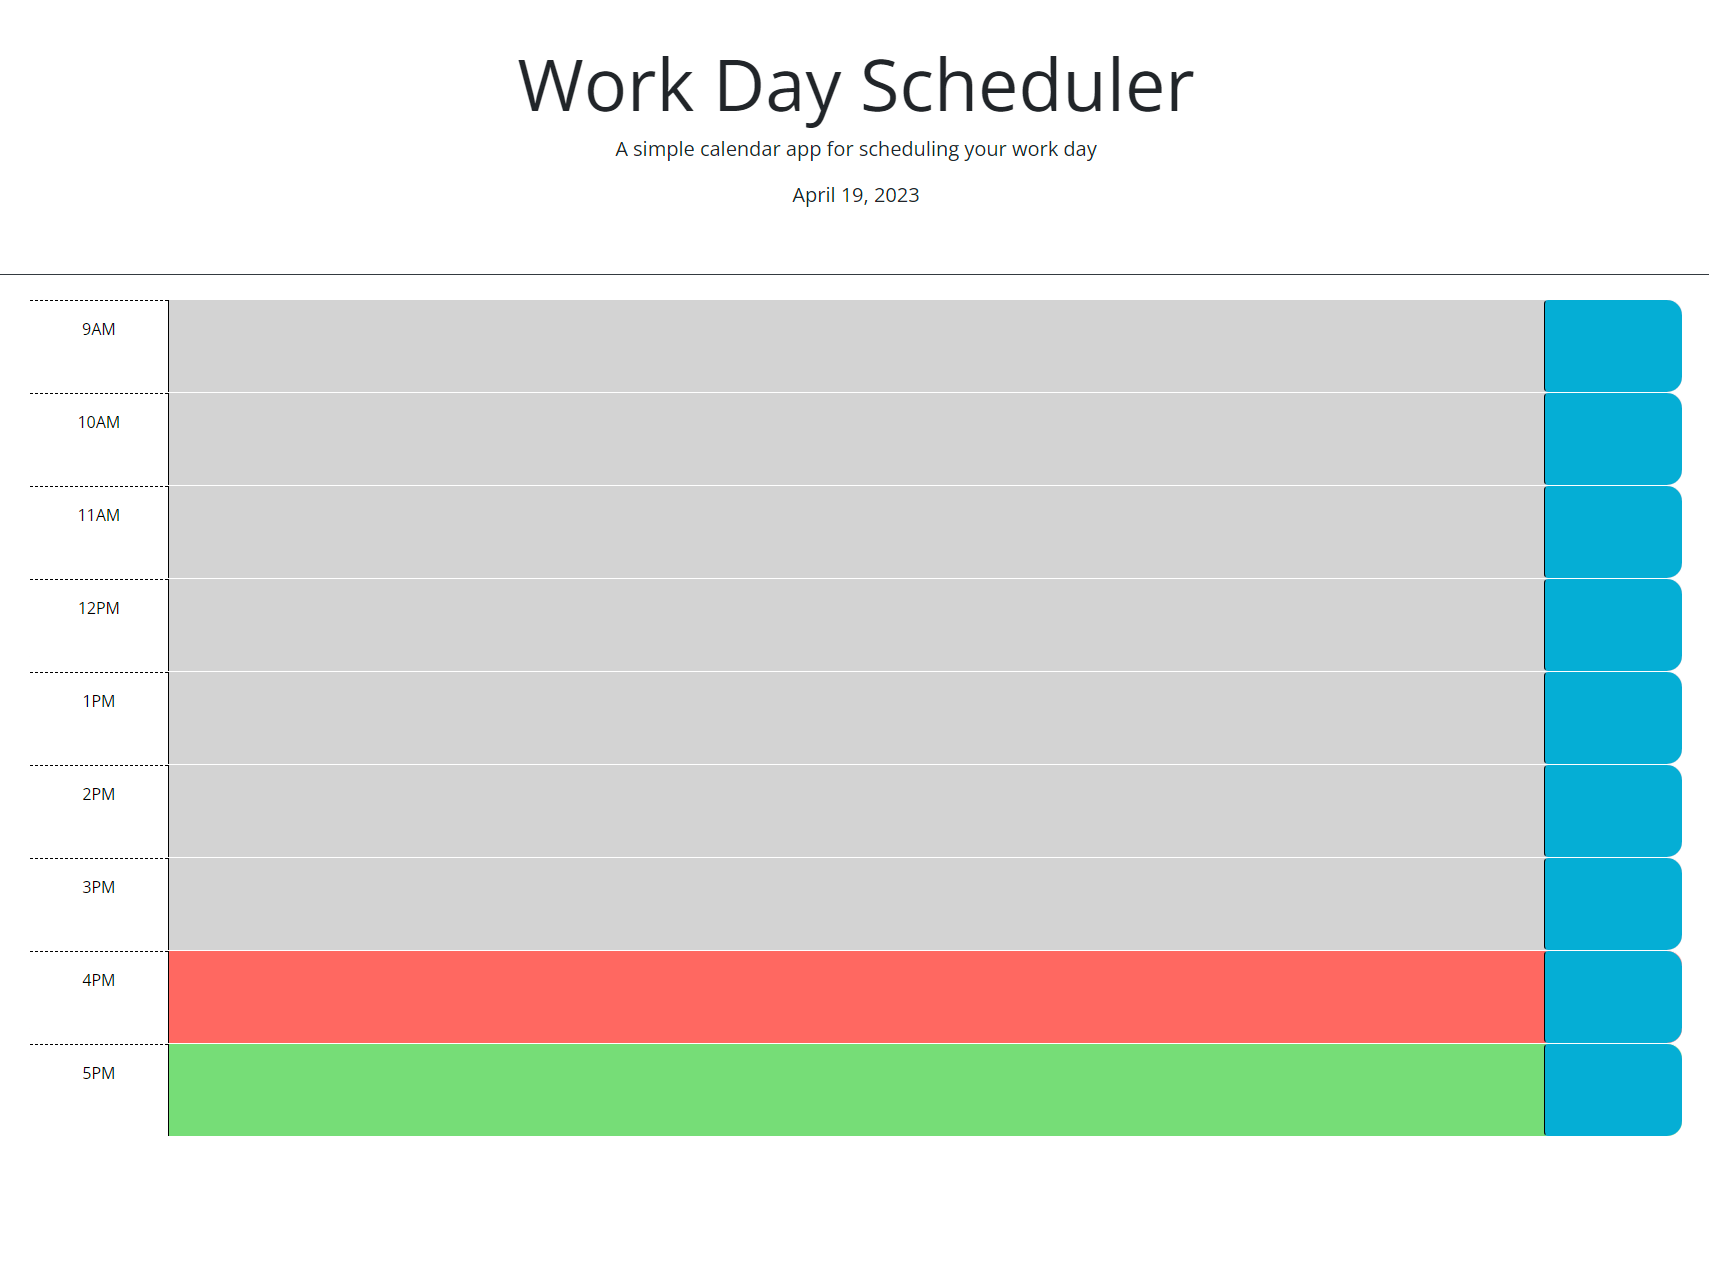 Work Day Scheduler
A simple calendar app for scheduling your work day
April 19, 2023
9AM
10AM
11AM
12PM
1PM
2PM
3PM
4PM
5PM